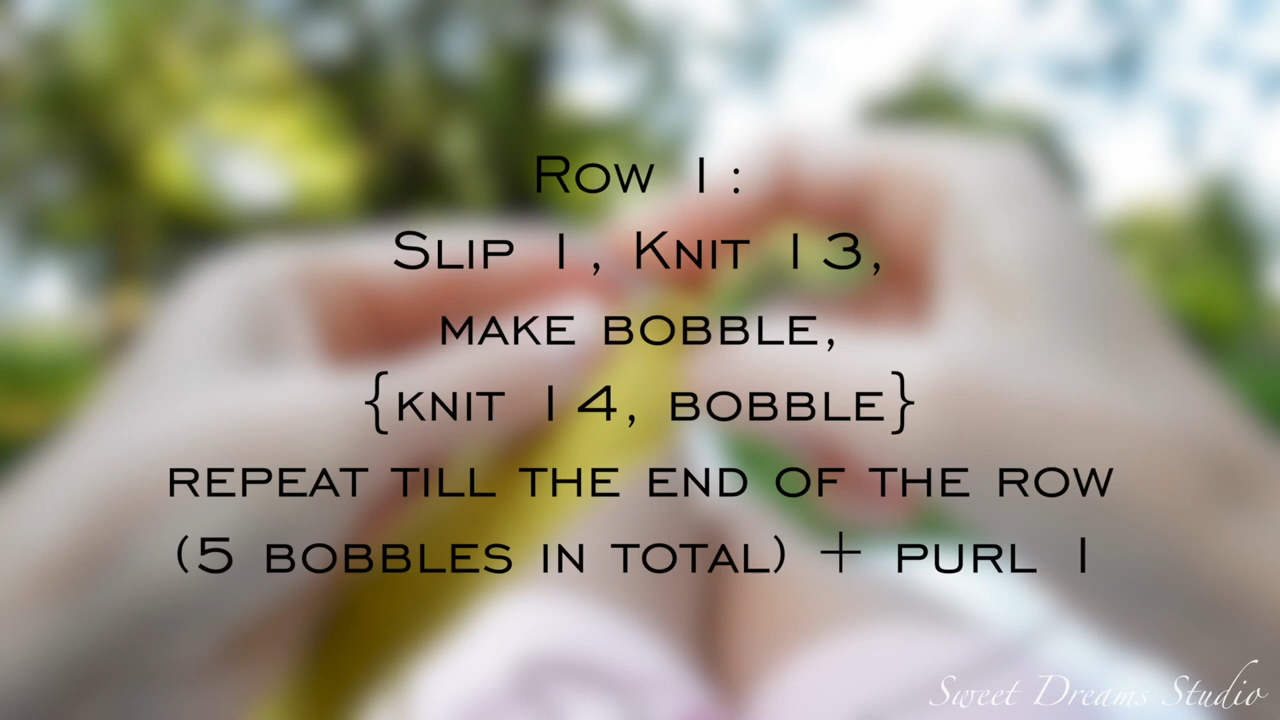 Row 1:
Slip 1, Knit 13,
make bobble,
{knit 14, bobble}
repeat till the end of the row
(5 bobbles in total) + purl 1
Sweet Dreams Studio